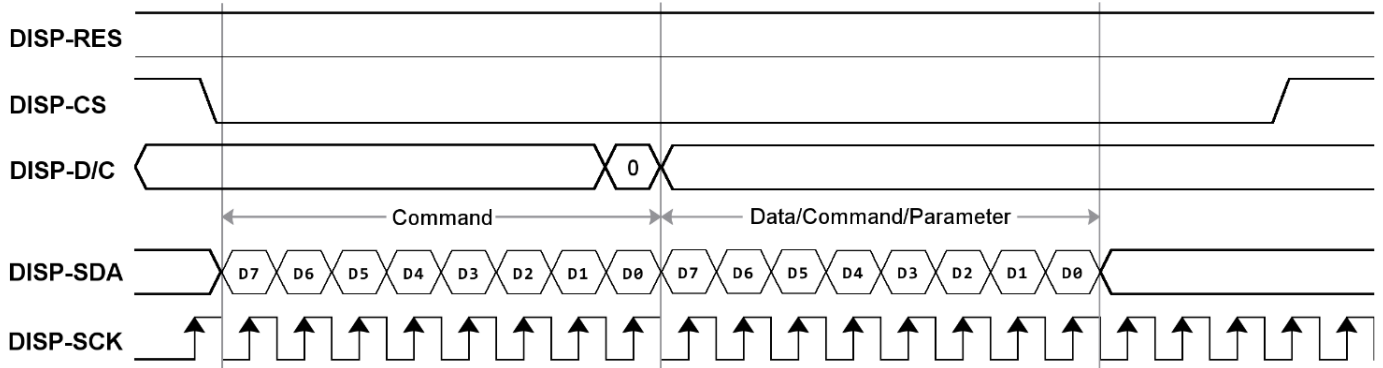 DISP-RES
DISP-CS
DISP-D/C 0
Command Data/Command/Parameter
DISP-SDA D7 D6 D5 D4 D3 D2 D1 D0 D7 D6 D5 D4 D3 D2 D1 D0
DISP-SCK